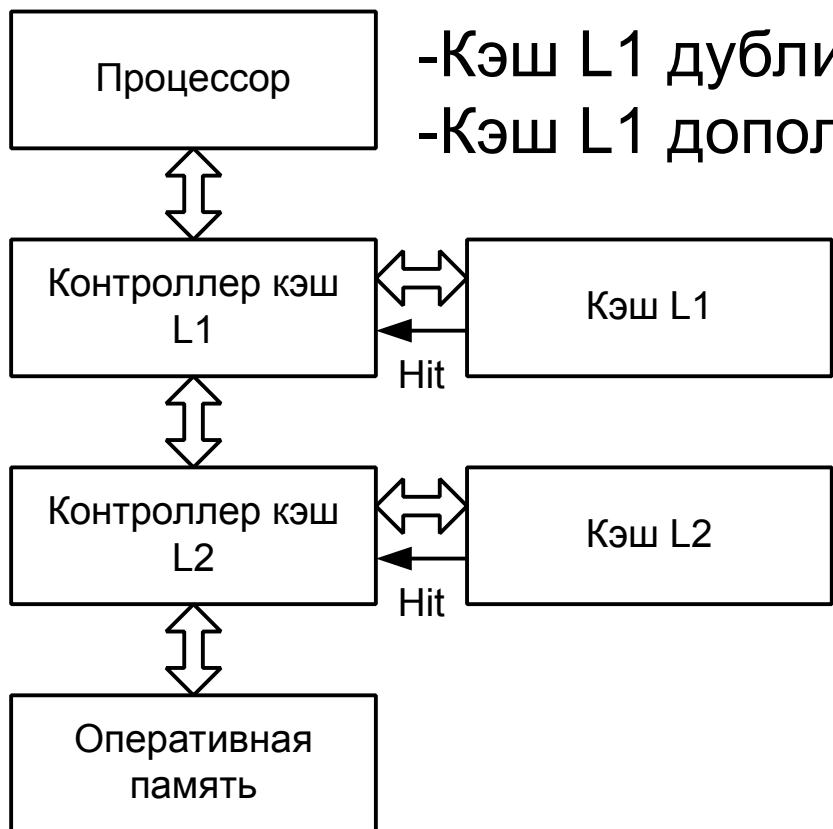 Процессор
-Кэш L1 дубли
-Кэш L1 допол
Контроллер кэш
L1
Кэш L1
Hit
Контроллер кэш
L2
Кэш L2
Hit
Оперативная
память